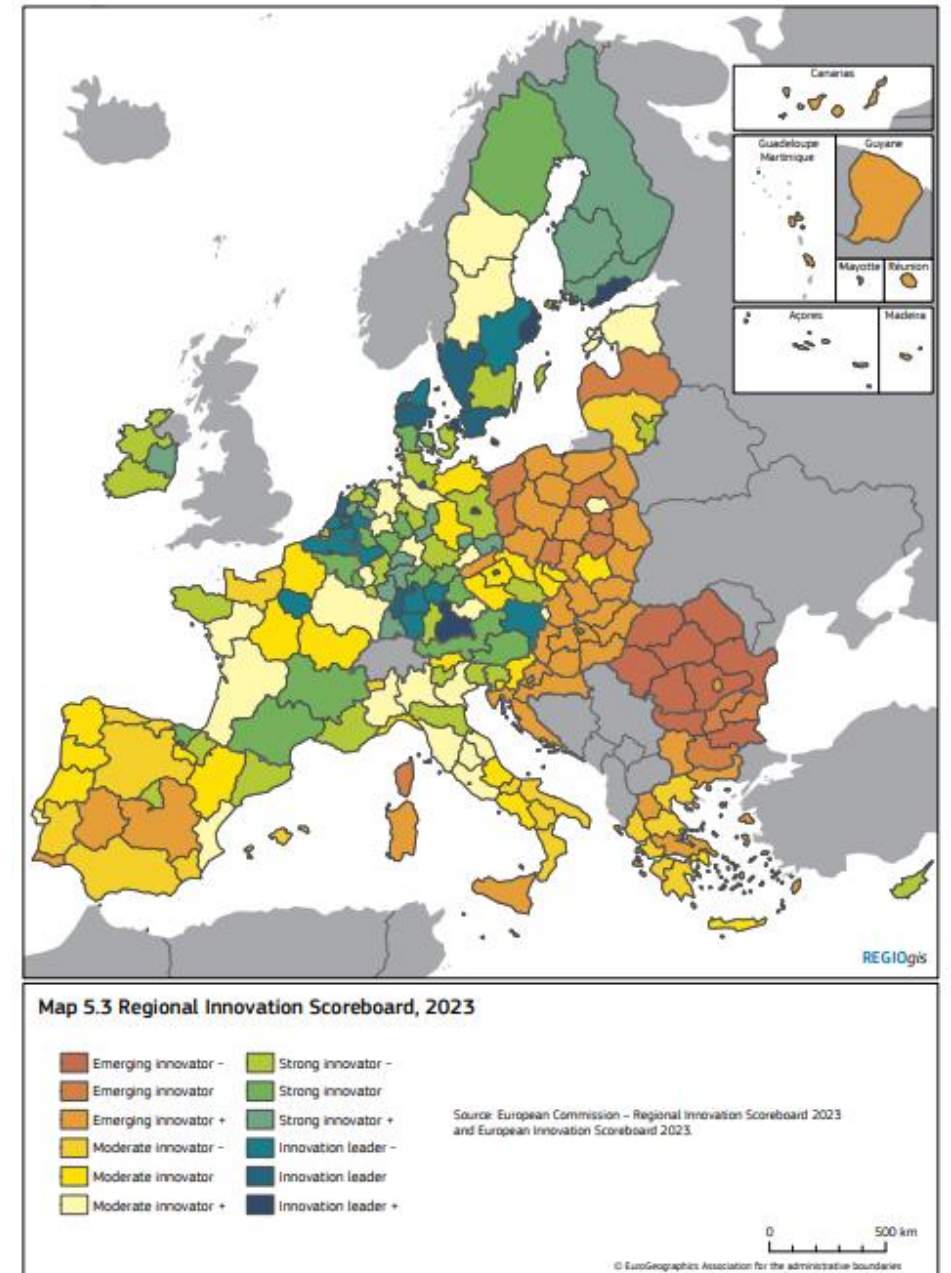 Canarias
Guadeloupe
Martinique
Guyane
Mayotte
Réunion
Açores
Madeira
REGIOgis
Map 5.3 Regional Innovation Scoreboard, 2023
Emerging innovator –
Emerging innovator
Emerging innovator +
Moderate innovator –
Moderate innovator
Moderate innovator +
Strong innovator –
Strong innovator
Strong innovator +
Innovation leader –
Innovation leader
Innovation leader +
Source: European Commission – Regional Innovation Scoreboard 2023
and European Innovation Scoreboard 2023.
0 500 km
© EuroGeographics Association for the administrative boundaries